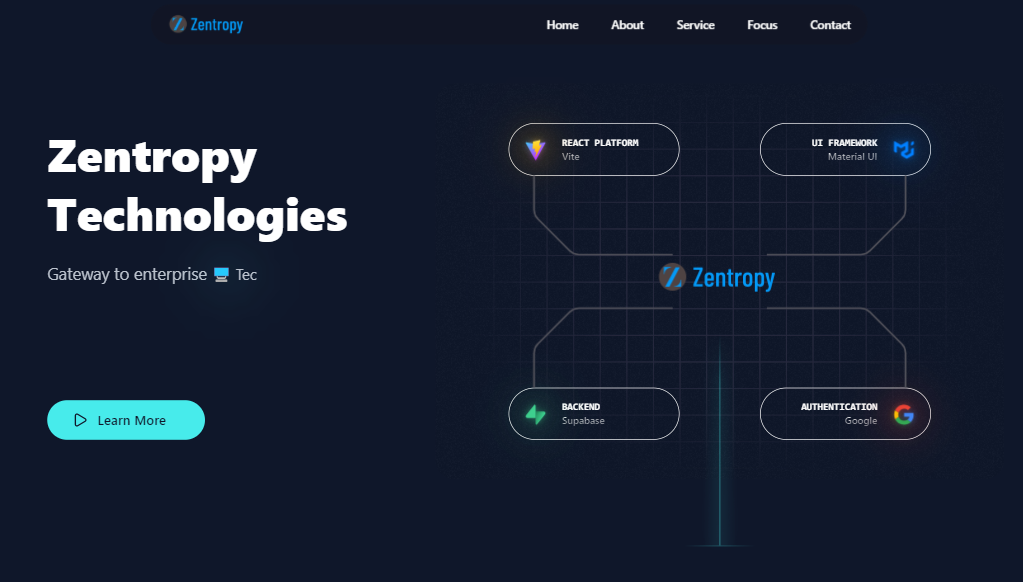 Zentropy
Home
About
Service
Focus
Contact
Zentropy
Technologies
Gateway to enterprise 💻 Tec
Learn More
REACT PLATFORM
Vite
UI FRAMEWORK
Material UI
Zentropy
BACKEND
Supabase
AUTHENTICATION
Google